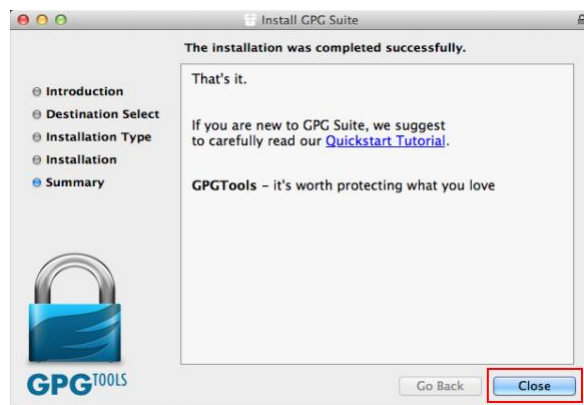 Install GPG Suite
The installation was completed successfully.
Introduction
Destination Select
Installation Type
Installation
Summary
That's it.
If you are new to GPG Suite, we suggest
to carefully read our Quickstart Tutorial.
GPGTools – it's worth protecting what you love
GPGTOOLS
Go Back
Close